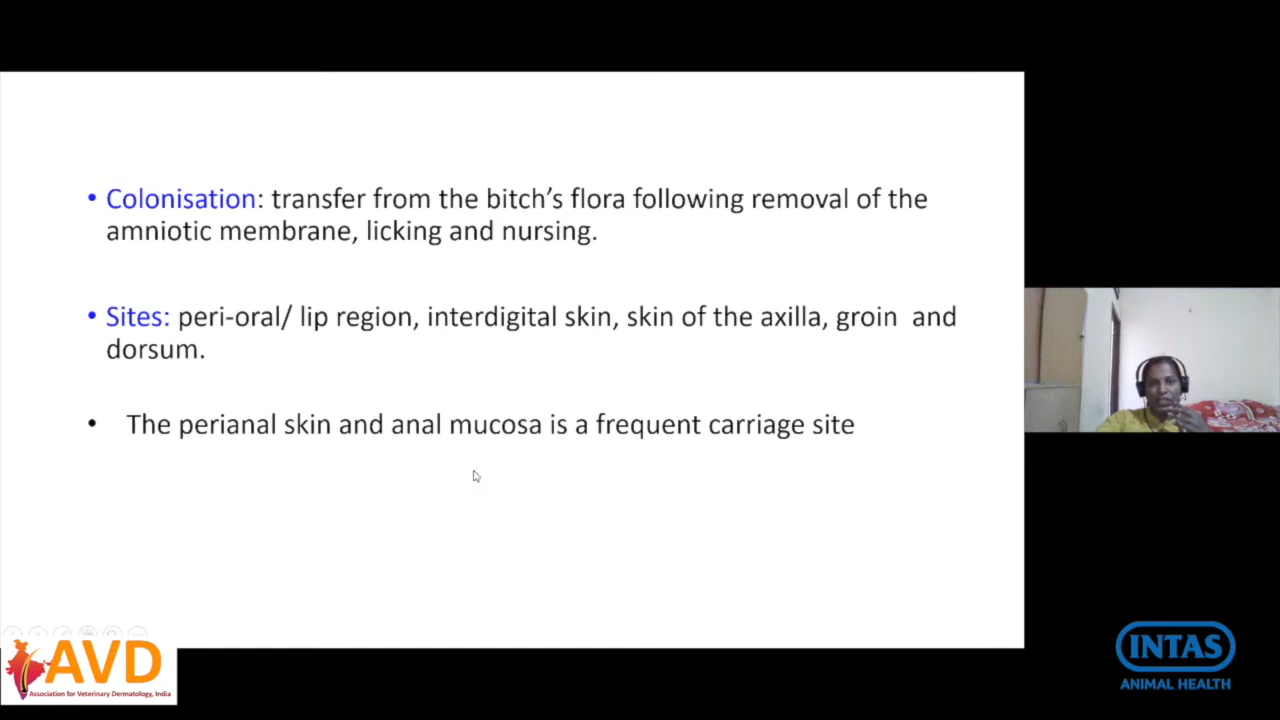 • Colonisation: transfer from the bitch’s flora following removal of the
amniotic membrane, licking and nursing.
• Sites: peri-oral/ lip region, interdigital skin, skin of the axilla, groin and
dorsum.
• The perianal skin and anal mucosa is a frequent carriage site
AVD
Association for Veterinary Dermatology, India
INTAS
ANIMAL HEALTH